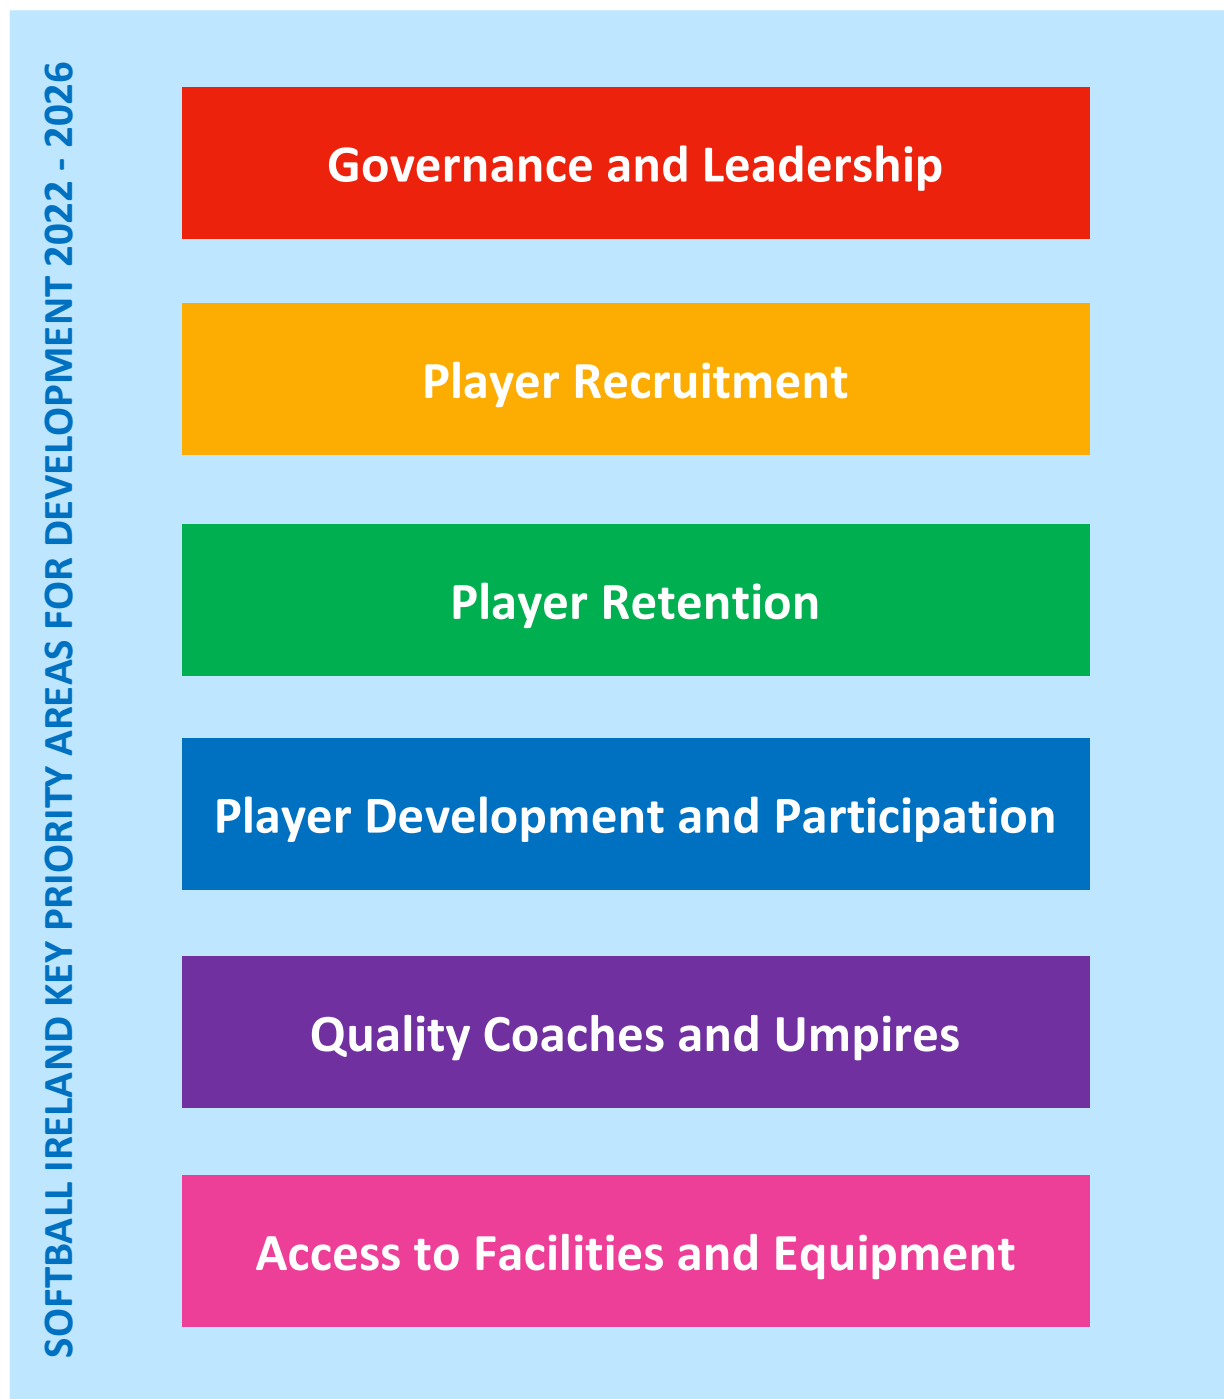 SOFTBALL IRELAND KEY PRIORITY AREAS FOR DEVELOPMENT 2022 - 2026
Governance and Leadership
Player Recruitment
Player Retention
Player Development and Participation
Quality Coaches and Umpires
Access to Facilities and Equipment